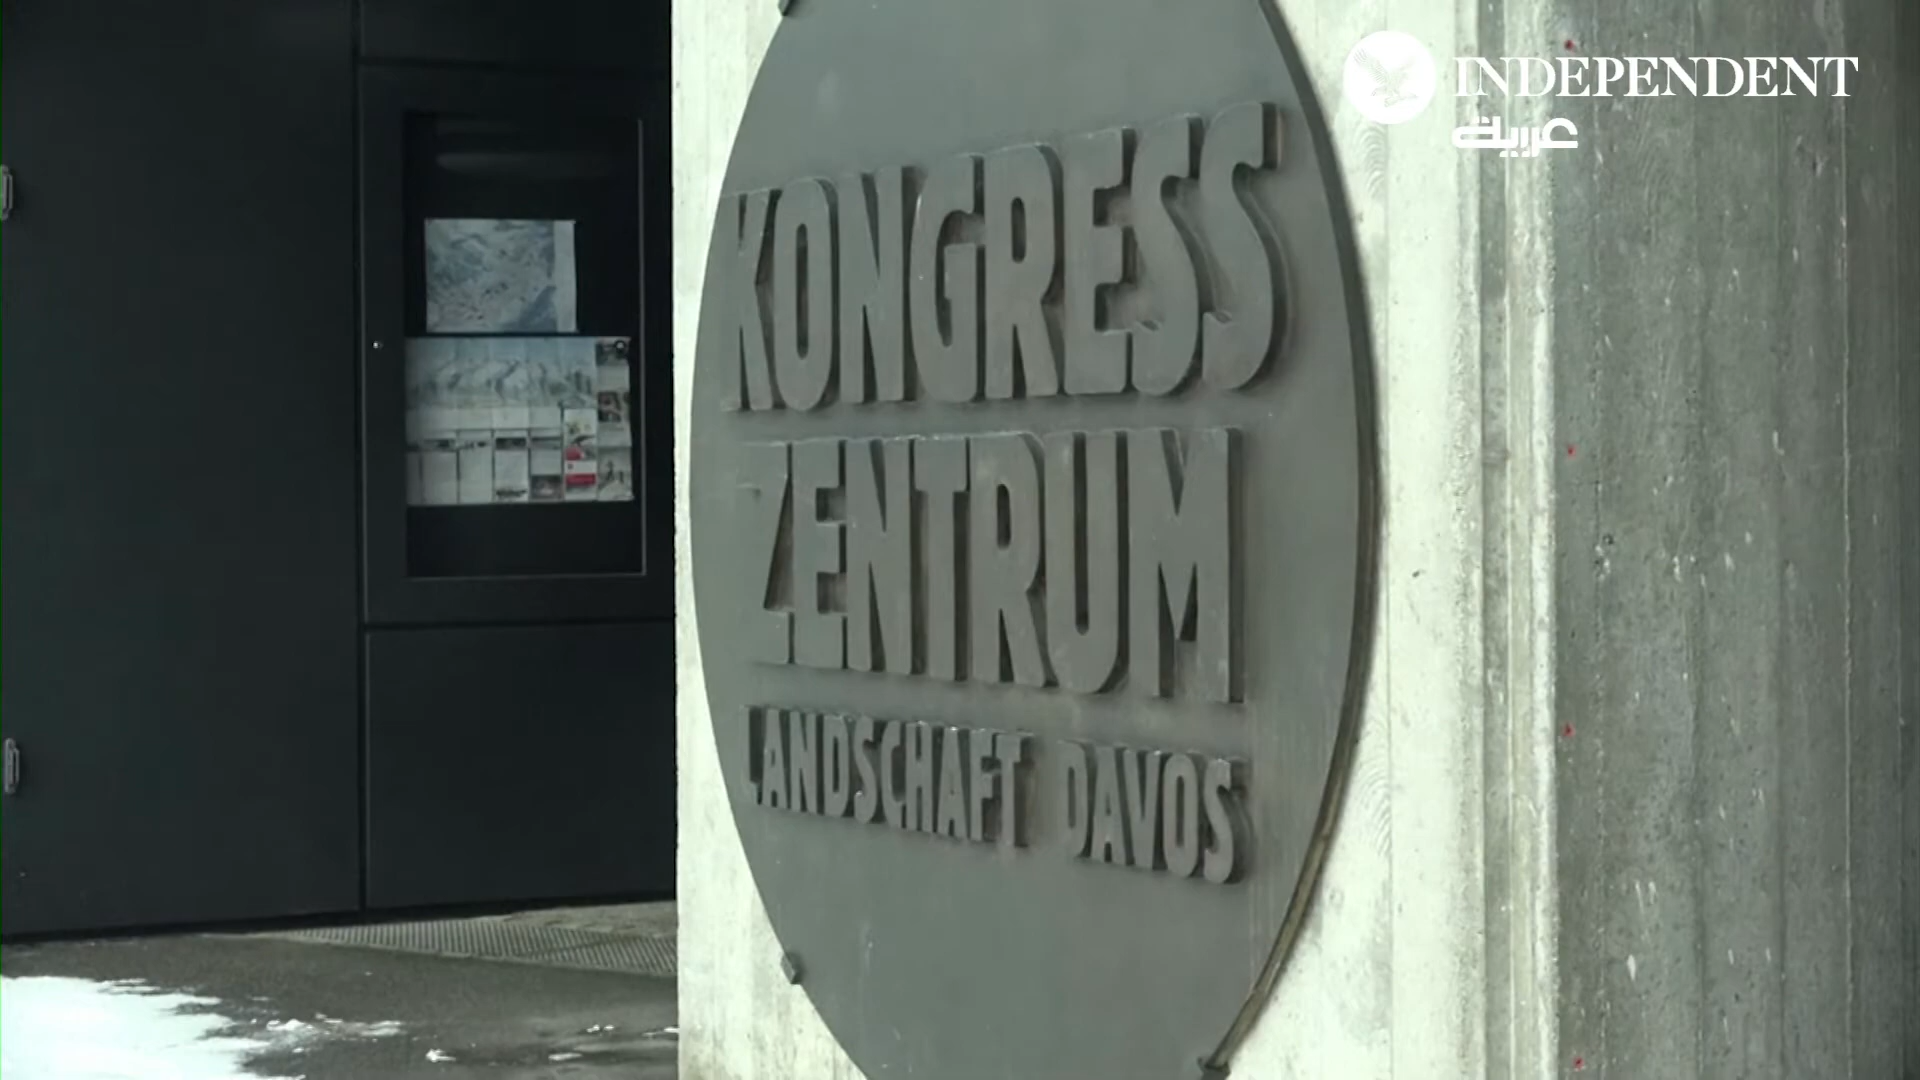 INDEPENDENT
عربية
KONGRESS
ZENTRUM
LANDSCHAFT DAVOS